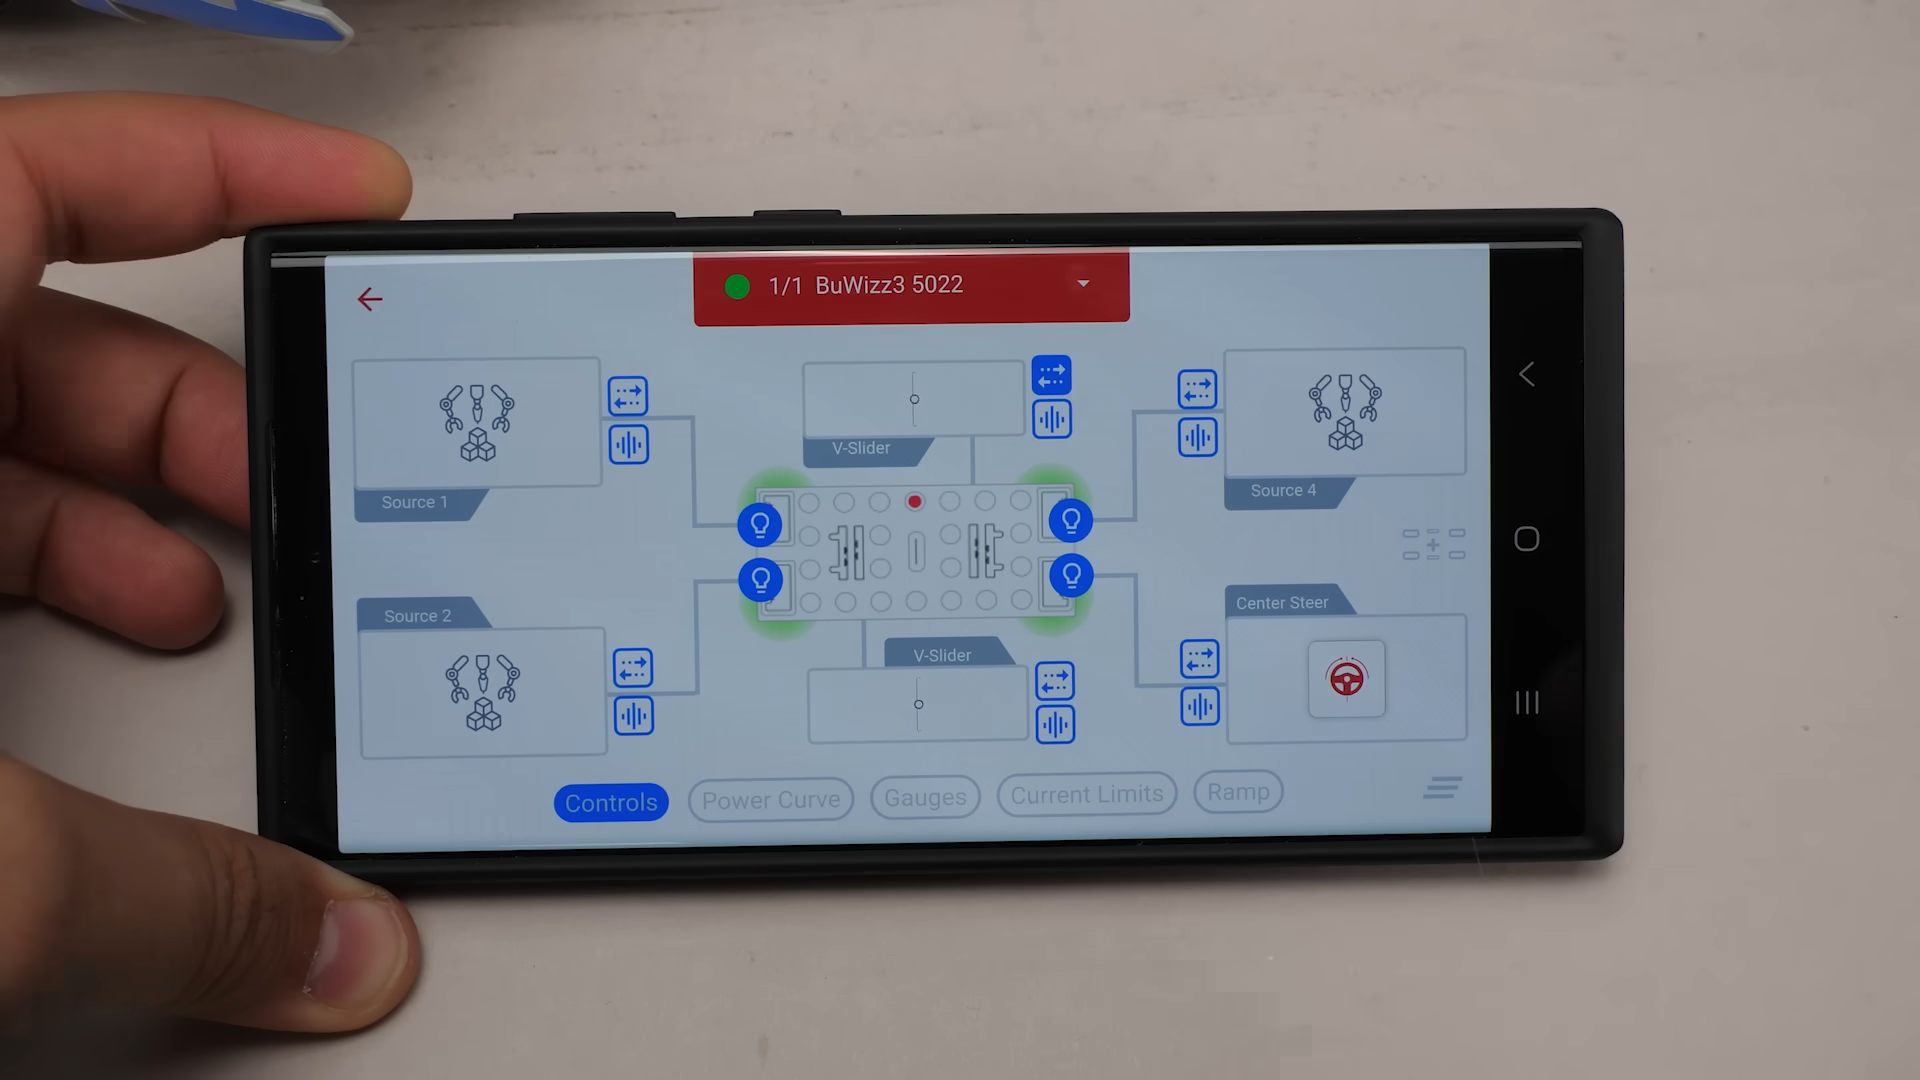 1/1 BuWizz3 5022
V-Slider
Source 1
Source 4
Source 2
Center Steer
V-Slider
Controls
Power Curve
Gauges
Current Limits
Ramp